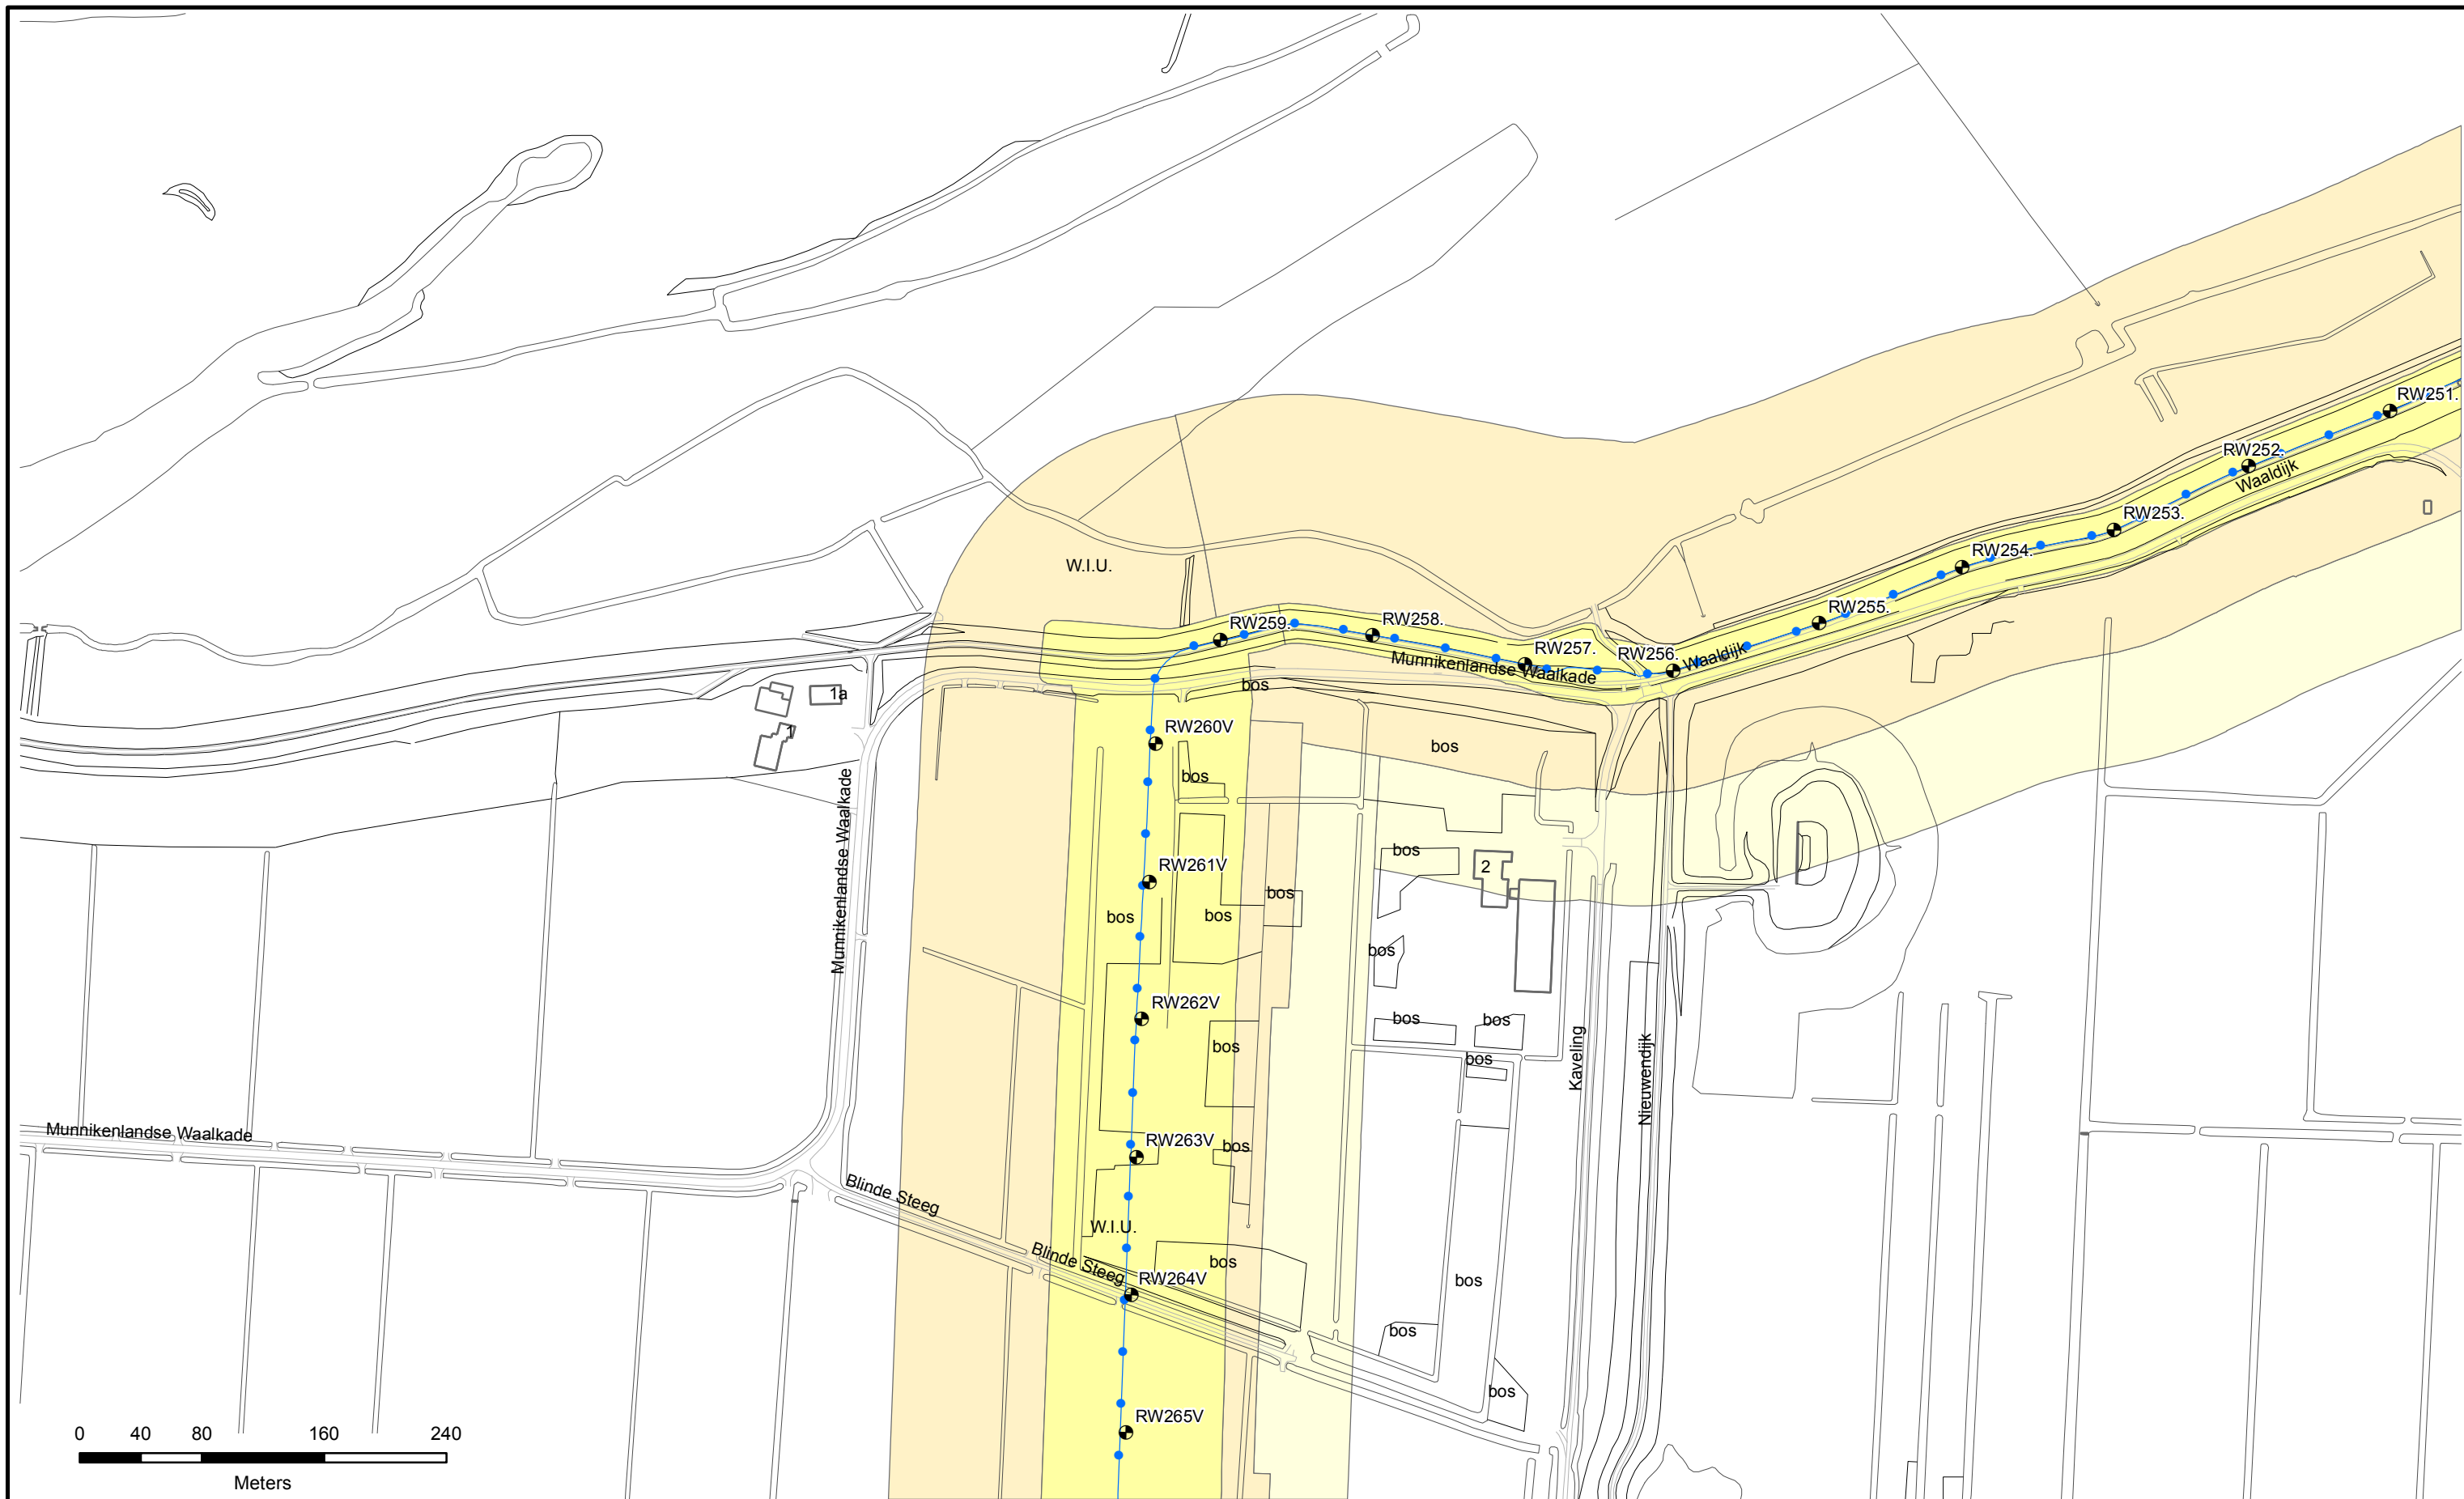 RW251.
RW252.
Waaldijk
RW253.
RW254.
W.I.U.
RW255.
RW259.
RW258.
RW257.
RW256.
Waaldijk
Munnikenlandse Waalkade
bos
1a
1
RW260V
bos
bos
Munnikenlandse Waalkade
bos
2
RW261V
bos
bos
bos
bos
RW262V
bos
bos
bos
bos
Kaveling
Nieuwendijk
Munnikenlandse Waalkade
RW263V
bos
Blinde Steeg
W.I.U.
Blinde Steeg
bos
RW264V
bos
bos
bos
RW265V
0 40 80 160 240
Meters